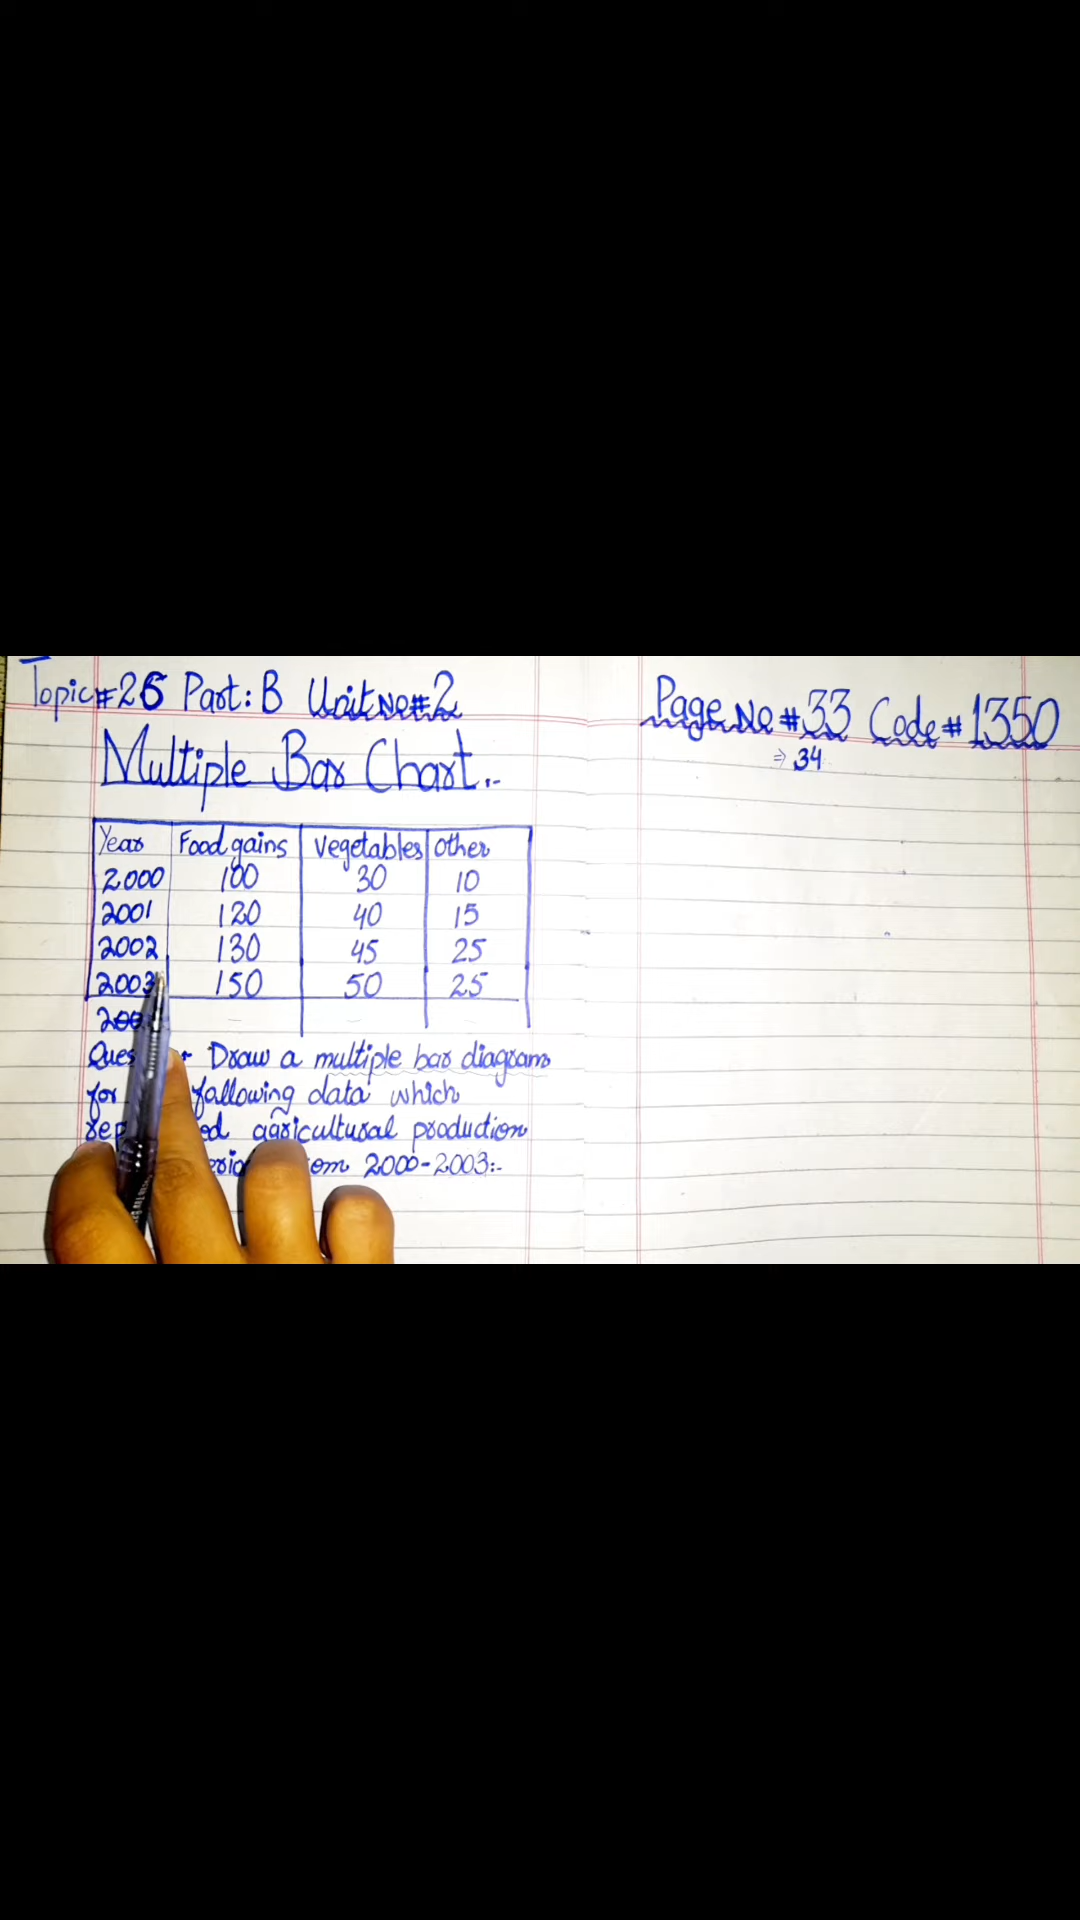 Topic#26 Part:B Unit No#2
Page No #33 Code#1350
⇒ 34
Multiple Bar Chart.-
Year Food gains Vegetables Other
2000 100 30 10
2001 120 40 15
2002 130 45 25
2003 150 50 25
Draw a multiple bar diagram
for following data which
agricultural production
2000-2003:-